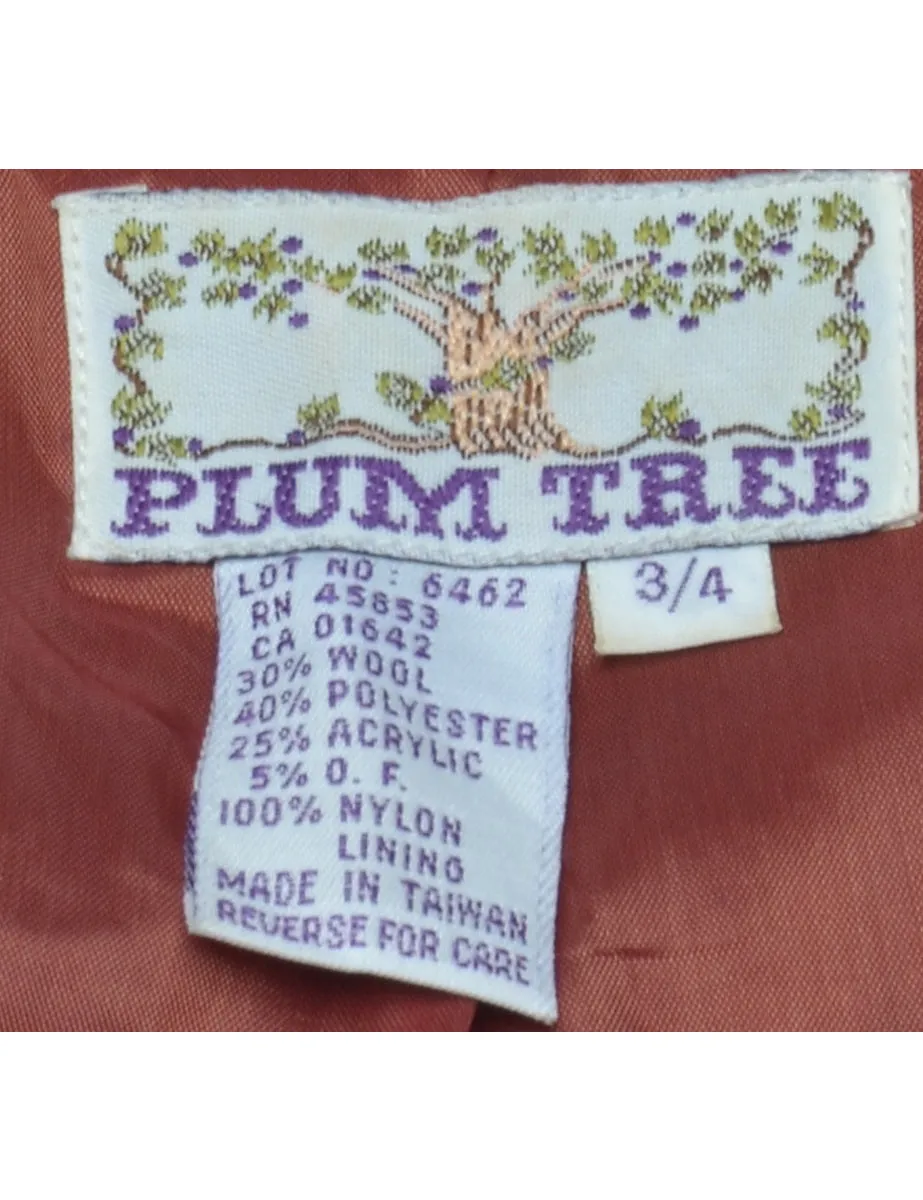 PLUM TREE
3/4
LOT NO: 6462
RN 45853
CA 01642
30% WOOL
40% POLYESTER
25% ACRYLIC
5% O. F.
100% NYLON
LINING
MADE IN TAIWAN
REVERSE FOR CARE